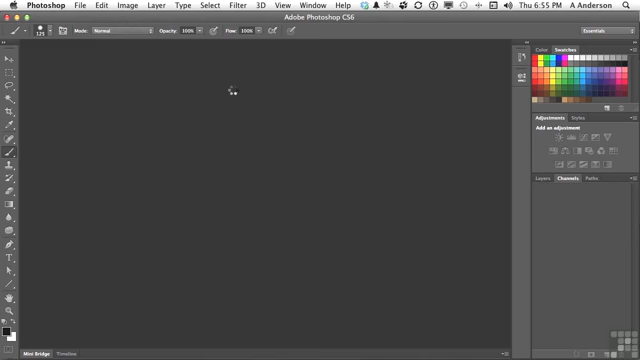 Photoshop File Edit Image Layer Type Select Filter 3D View Window Help Thu 6:55 PM A Anderson
Adobe Photoshop CS6
125 Mode: Normal Opacity: 100% Flow: 100% Essentials
Color Swatches
Adjustments Styles
Add an adjustment
Layers Channels Paths
Mini Bridge Timeline